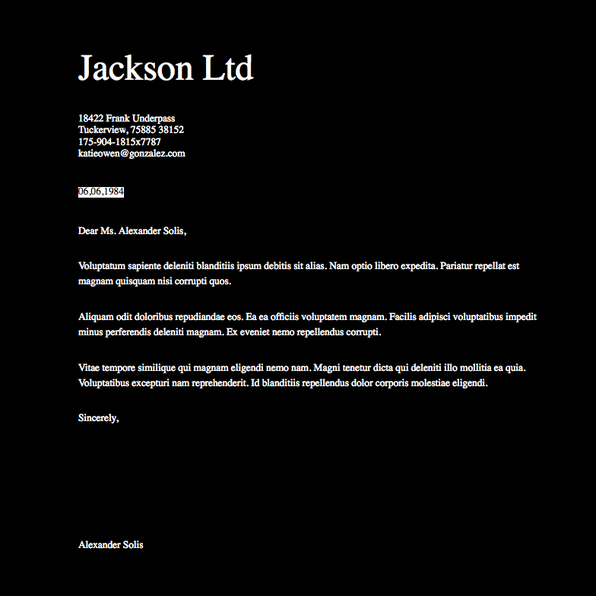 Jackson Ltd
18422 Frank Underpass
Tuckerview, 75885 38152
175-904-1815x7787
katieowen@gonzalez.com
06,06,1984
Dear Ms. Alexander Solis,
Voluptatum sapiente deleniti blanditiis ipsum debitis sit alias. Nam optio libero expedita. Pariatur repellat est
magnam quisquam nisi corrupti quos.
Aliquam odit doloribus repudiandae eos. Ea ea officiis voluptatem magnam. Facilis adipisci voluptatibus impedit
minus perferendis deleniti magnam. Ex eveniet nemo repellendus corrupti.
Vitae tempore similique qui magnam eligendi nemo nam. Magni tenetur dicta qui deleniti illo mollitia ea quia.
Voluptatibus excepturi nam reprehenderit. Id blanditiis repellendus dolor corporis molestiae eligendi.
Sincerely,
Alexander Solis